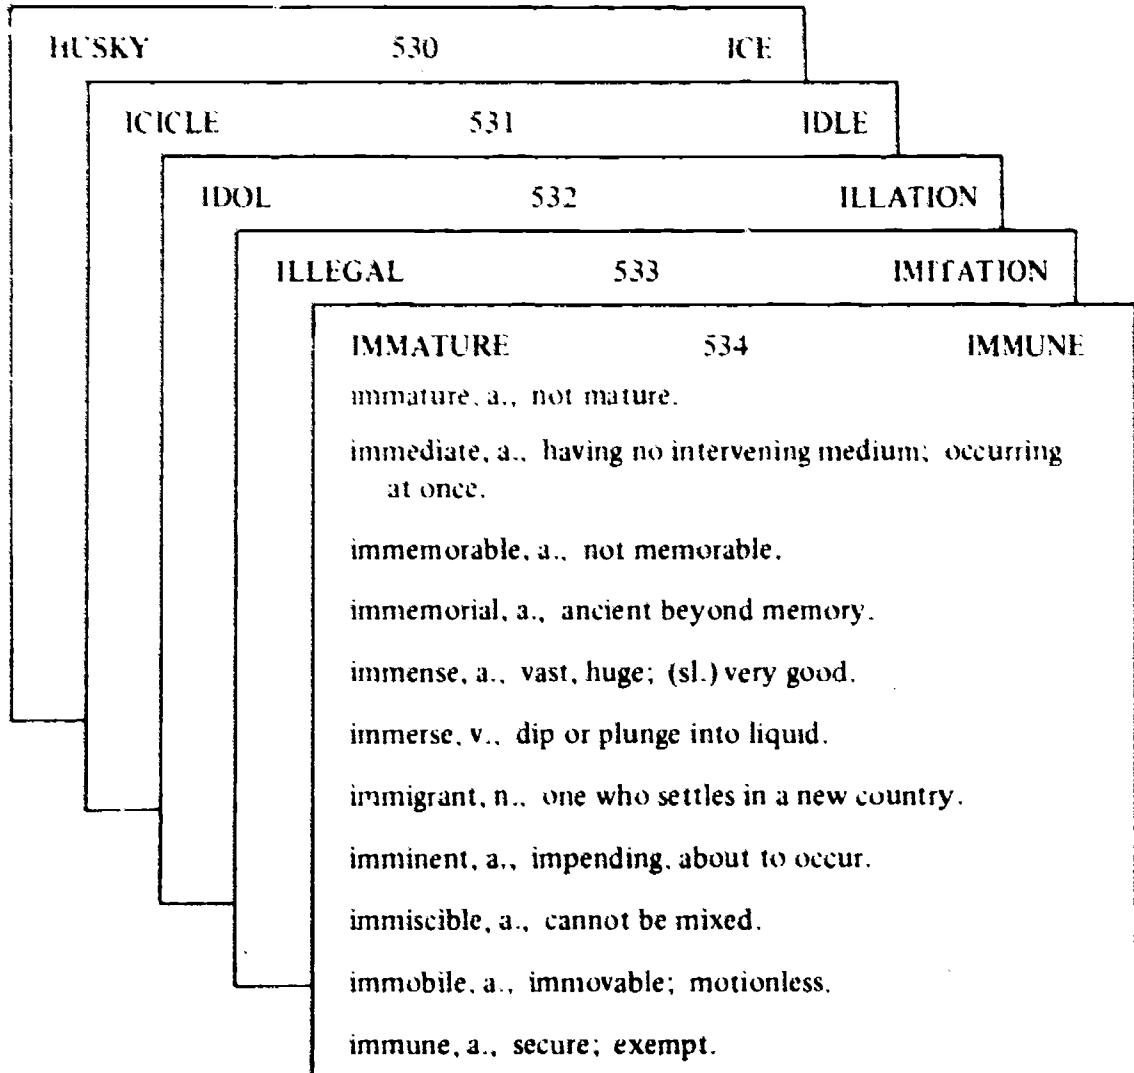 HUSKY 530 ICE
ICICLE 531 IDLE
IDOL 532 ILLATION
ILLEGAL 533 IMITATION
IMMATURE 534 IMMUNE
immature, a., not mature.
immediate, a., having no intervening medium; occurring
at once.
immemorable, a., not memorable.
immemorial, a., ancient beyond memory.
immense, a., vast, huge; (sl.) very good.
immerse, v., dip or plunge into liquid.
immigrant, n., one who settles in a new country.
imminent, a., impending, about to occur.
immiscible, a., cannot be mixed.
immobile, a., immovable; motionless.
immune, a., secure; exempt.